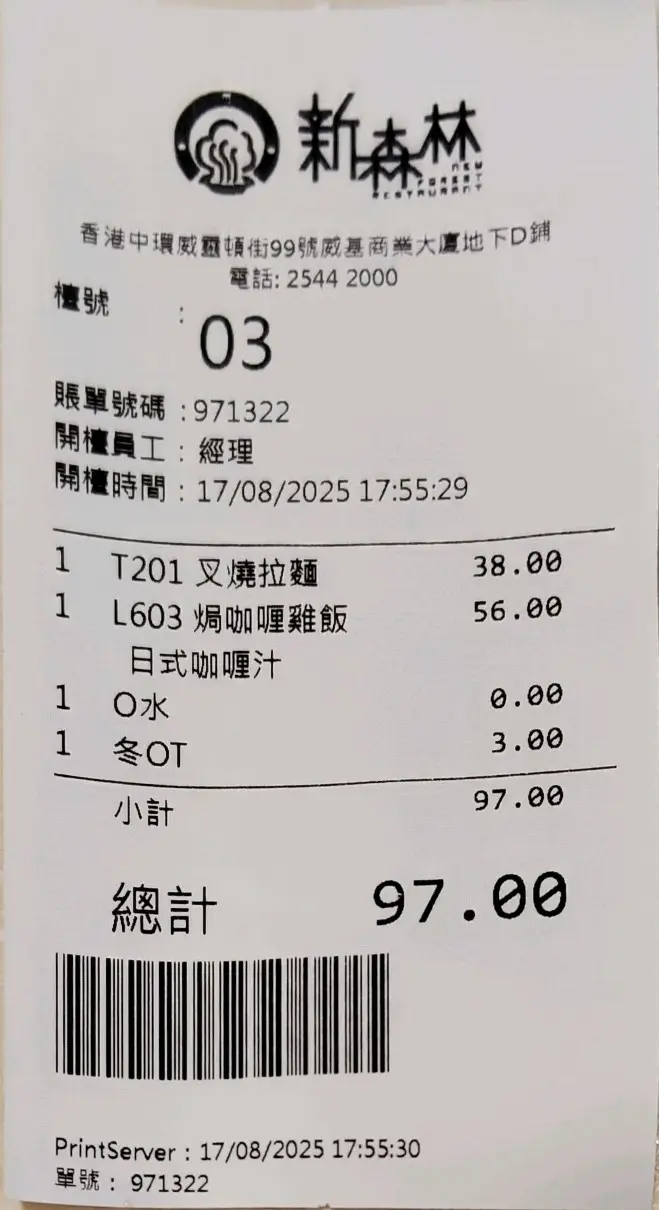 新森林
NEW
FOREST
RESTAURANT
香港中環威靈頓街99號威基商業大廈地下D鋪
電話: 2544 2000
檯號 :
03
賬單號碼 : 971322
開檯員工 : 經理
開檯時間 : 17/08/2025 17:55:29
1 T201 叉燒拉麵 38.00
1 L603 焗咖喱雞飯 56.00
日式咖喱汁
1 O水 0.00
1 冬OT 3.00
小計 97.00
總計 97.00
PrintServer : 17/08/2025 17:55:30
單號 : 971322